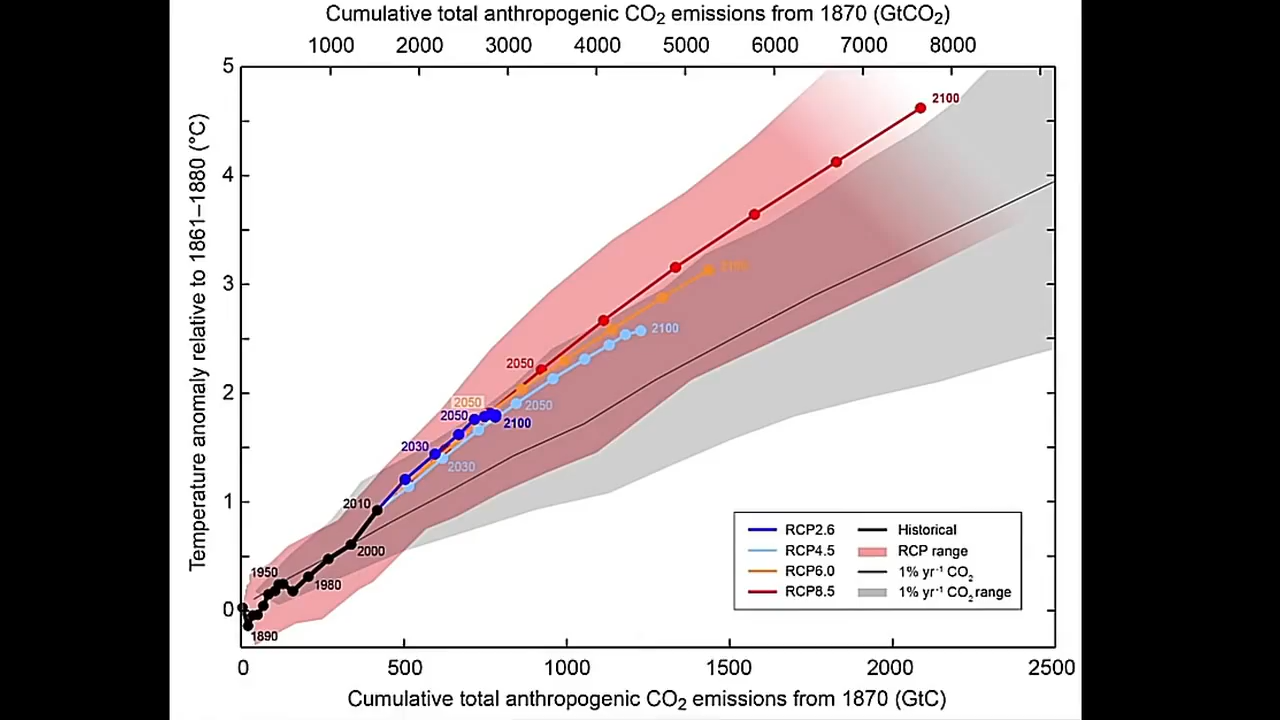 Cumulative total anthropogenic CO₂ emissions from 1870 (GtCO₂)
1000 2000 3000 4000 5000 6000 7000 8000
Temperature anomaly relative to 1861–1880 (°C)
5
4
3
2
1
0
2100
2100
2100
2050
2050
2050
2050
2100
2030
2030
2010
2000
1950
1980
1890
RCP2.6 Historical
RCP4.5 RCP range
RCP6.0 1% yr⁻¹ CO₂
RCP8.5 1% yr⁻¹ CO₂ range
0 500 1000 1500 2000 2500
Cumulative total anthropogenic CO₂ emissions from 1870 (GtC)